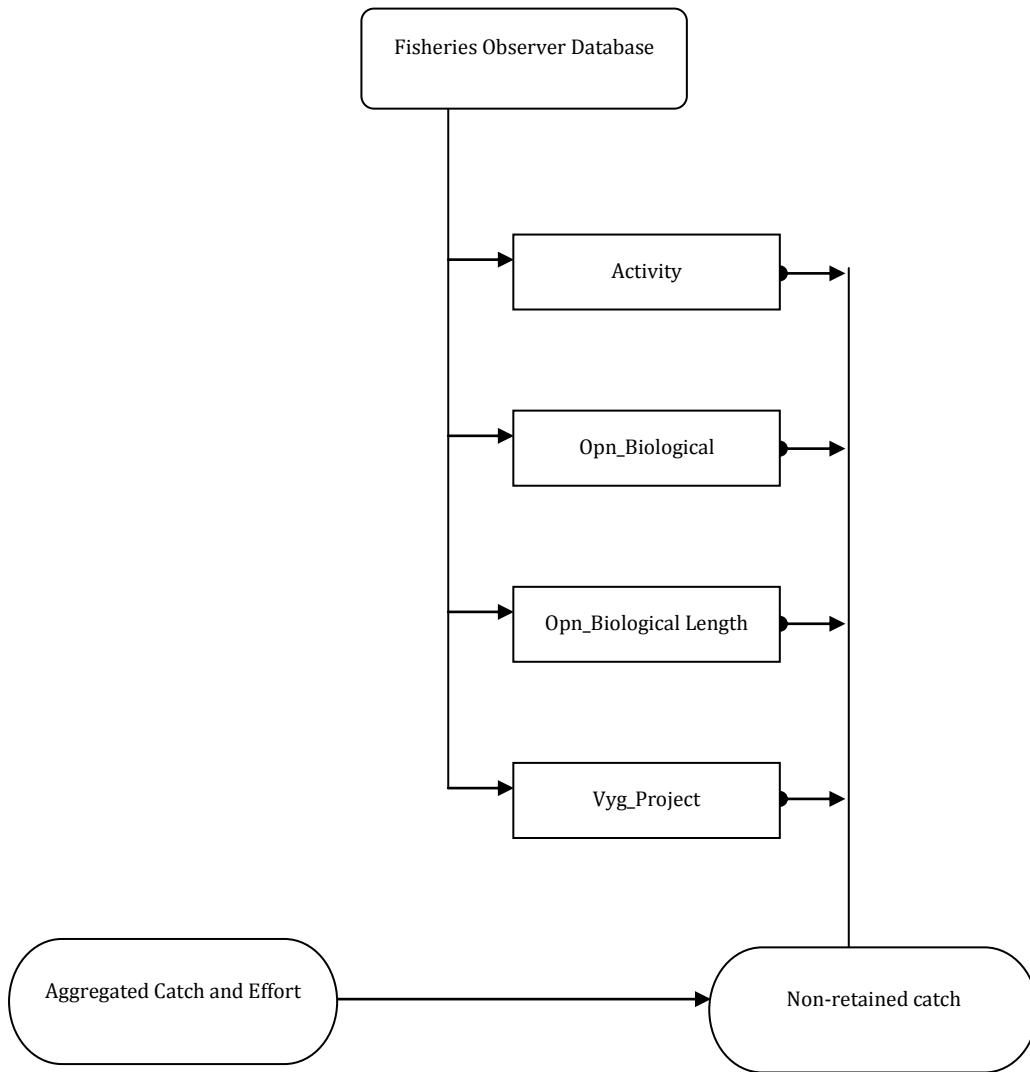 Fisheries Observer Database
Activity
Opn_Biological
Opn_Biological Length
Vyg_Project
Aggregated Catch and Effort
Non-retained catch